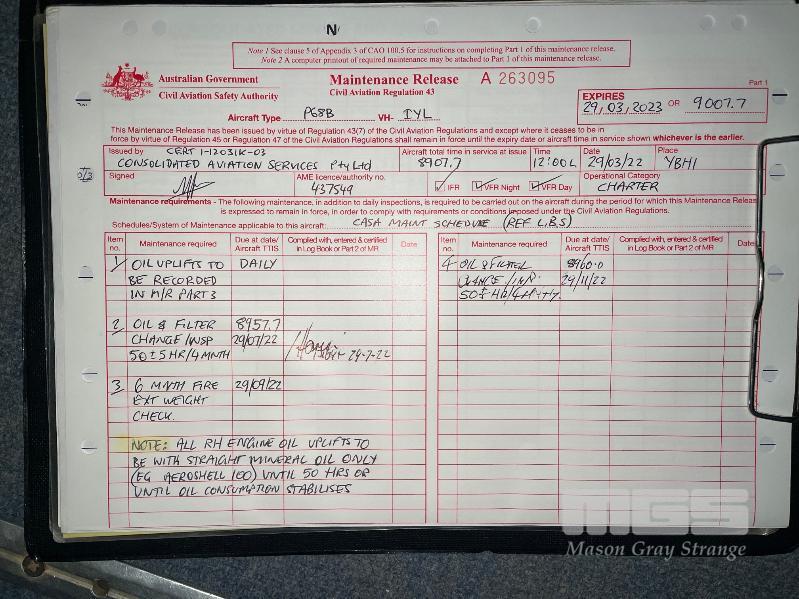 N
Note 1 See clause 5 of Appendix 3 of CAO 100.5 for instructions on completing Part 1 of this maintenance release.
Note 2 A computer printout of maintenance may be attached to Part 1 of this maintenance release.
Australian Government
Civil Aviation Safety Authority
Maintenance Release
Civil Aviation Regulation 43
A 263095
Part 1
EXPIRES
29/03/2023 OR 9007.7
Aircraft Type P68B VH- IYL
This Maintenance Release has been issued by virtue of Regulation 43(7) of the Civil Aviation Regulations and except where it ceases to be in
force by virtue of Regulation 45 or Regulation 47 of the Civil Aviation Regulations shall remain in force until the expiry date or aircraft time in service shown whichever is the earlier.
Issued by CERT 1-12031K-03
CONSOLIDATED AVIATION SERVICES Pty Ltd
Aircraft total time in service at issue
8907.7
Time
12:00L
Date
29/03/22
Place
YBHI
Signed
AME licence/authority no.
437549
IFR VFR Night VFR Day
Operational Category
CHARTER
Maintenance requirements - The following maintenance, in addition to daily inspections, is required to be carried out on the aircraft during the period for which this Maintenance Release
is expressed to remain in force, in order to comply with requirements or conditions imposed under the Civil Aviation Regulations.
Schedules/System of Maintenance applicable to this aircraft: CASA MAINT SCHEDULE (REF L.B.S)
Item no. Maintenance required Due at date/ Aircraft TTIS Complied with, entered & certified in Log Book or Part 2 of MR Date
Item no. Maintenance required Due at date/ Aircraft TTIS Complied with, entered & certified in Log Book or Part 2 of MR Date
1 OIL UPLIFTS TO DAILY
BE RECORDED
IN M/R PART 3
2 OIL & FILTER 8957.7
CHANGE/INSP 29/07/22
50±5HR/4 MNTH 29-7-22
3 6 MNTH FIRE 29/09/22
EXT WEIGHT
CHECK.
NOTE: ALL RH ENGINE OIL UPLIFTS TO
BE WITH STRAIGHT MINERAL OIL ONLY
(EG AEROSHELL 100) UNTIL 50 HRS OR
UNTIL OIL CONSUMPTION STABILISES
4 OIL & FILTER 8960.0
29/11/22
MGS
Mason Gray Strange